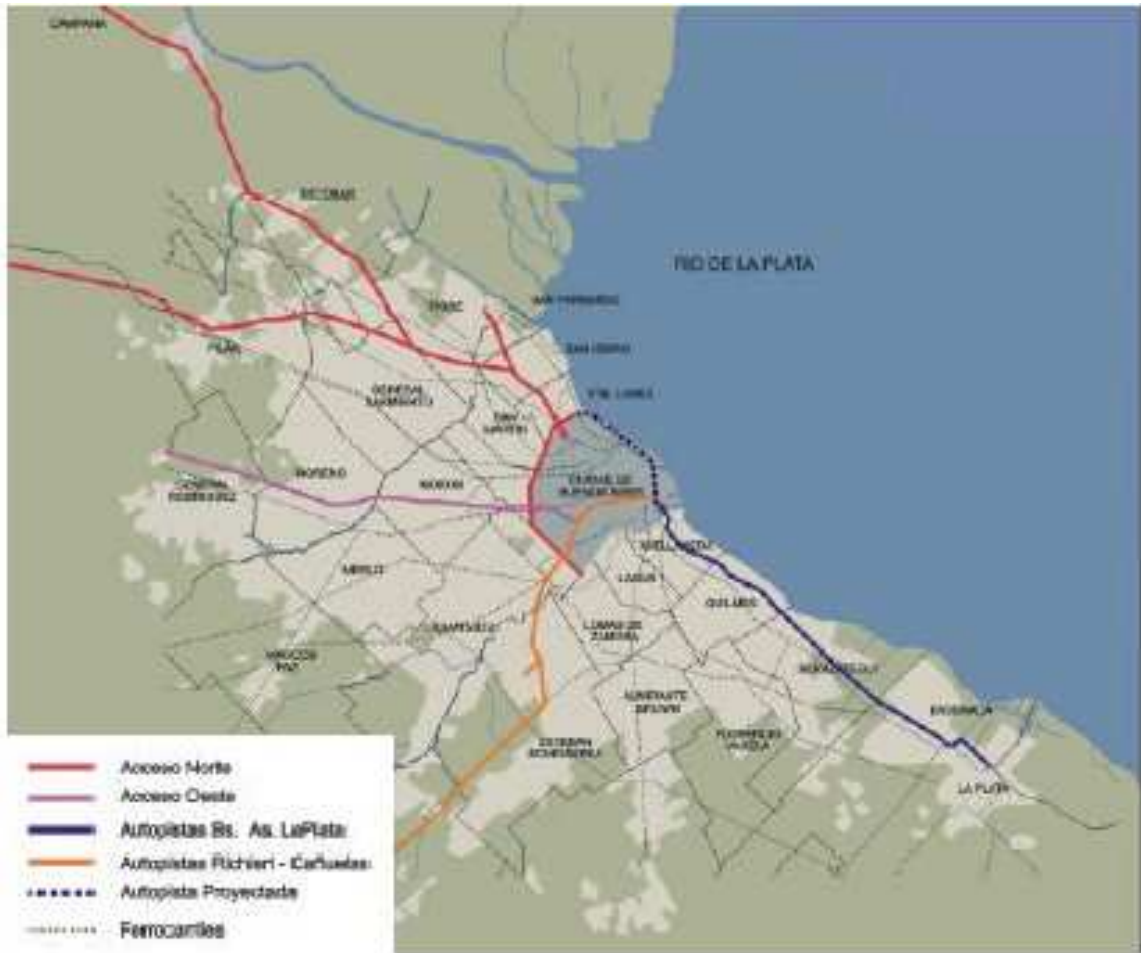 CAMPANA
ESCOBAR
RIO DE LA PLATA
TIGRE
SAN FERNANDO
SAN ISIDRO
PILAR
VTE. LOPEZ
GENERAL
SARMIENTO
SAN
MARTIN
MORENO
MORON
GENERAL
RODRIGUEZ
CIUDAD DE
BUENOS AIRES
AVELLANEDA
MERLO
LANUS
QUILMES
LOMAS DE
ZAMORA
MARCOS
PAZ
BERAZATEGUI
ALMIRANTE
BROWN
ENSENADA
ESTEBAN
ECHEVERRIA
FLORENCIO
VARELA
LA PLATA
Acceso Norte
Acceso Oeste
Autopistas Bs. As. LaPlata
Autopistas Richieri - Cañuelas
Autopista Proyectada
Ferrocarriles